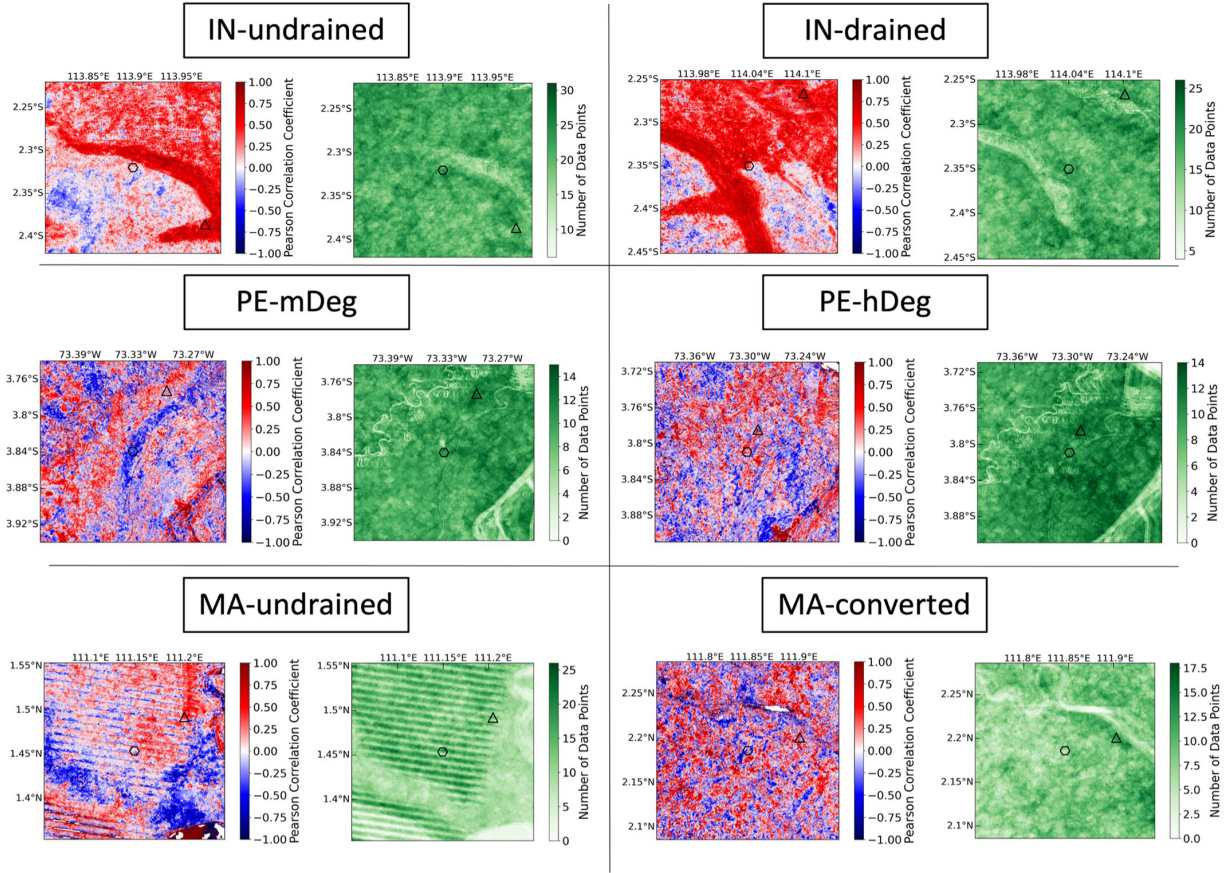 IN-undrained
113.85°E 113.9°E 113.95°E
2.25°S
2.3°S
2.35°S
2.4°S
1.00
0.75
0.50
0.25
0.00
−0.25
−0.50
−0.75
−1.00
Pearson Correlation Coefficient
113.85°E 113.9°E 113.95°E
2.25°S
2.3°S
2.35°S
2.4°S
30
25
20
15
10
Number of Data Points
IN-drained
113.98°E 114.04°E 114.1°E
2.25°S
2.3°S
2.35°S
2.4°S
2.45°S
1.00
0.75
0.50
0.25
0.00
−0.25
−0.50
−0.75
−1.00
Pearson Correlation Coefficient
113.98°E 114.04°E 114.1°E
2.25°S
2.3°S
2.35°S
2.4°S
2.45°S
25
20
15
10
5
Number of Data Points
PE-mDeg
73.39°W 73.33°W 73.27°W
3.76°S
3.8°S
3.84°S
3.88°S
3.92°S
1.00
0.75
0.50
0.25
0.00
−0.25
−0.50
−0.75
−1.00
Pearson Correlation Coefficient
73.39°W 73.33°W 73.27°W
3.76°S
3.8°S
3.84°S
3.88°S
3.92°S
14
12
10
8
6
4
2
0
Number of Data Points
PE-hDeg
73.36°W 73.30°W 73.24°W
3.72°S
3.76°S
3.8°S
3.84°S
3.88°S
1.00
0.75
0.50
0.25
0.00
−0.25
−0.50
−0.75
−1.00
Pearson Correlation Coefficient
73.36°W 73.30°W 73.24°W
3.72°S
3.76°S
3.8°S
3.84°S
3.88°S
14
12
10
8
6
4
2
0
Number of Data Points
MA-undrained
111.1°E 111.15°E 111.2°E
1.55°N
1.5°N
1.45°N
1.4°N
1.00
0.75
0.50
0.25
0.00
−0.25
−0.50
−0.75
−1.00
Pearson Correlation Coefficient
111.1°E 111.15°E 111.2°E
1.55°N
1.5°N
1.45°N
1.4°N
25
20
15
10
5
0
Number of Data Points
MA-converted
111.8°E 111.85°E 111.9°E
2.25°N
2.2°N
2.15°N
2.1°N
1.00
0.75
0.50
0.25
0.00
−0.25
−0.50
−0.75
−1.00
Pearson Correlation Coefficient
111.8°E 111.85°E 111.9°E
2.25°N
2.2°N
2.15°N
2.1°N
17.5
15.0
12.5
10.0
7.5
5.0
2.5
0.0
Number of Data Points